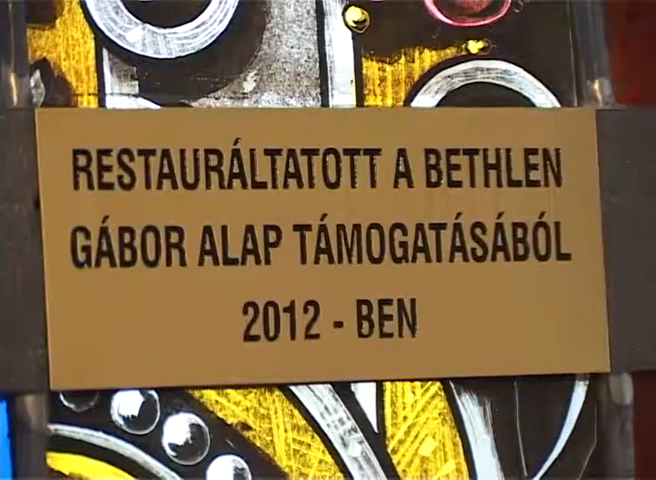 RESTAURÁLTATOTT A BETHLEN
GÁBOR ALAP TÁMOGATÁSÁBÓL
2012 - BEN